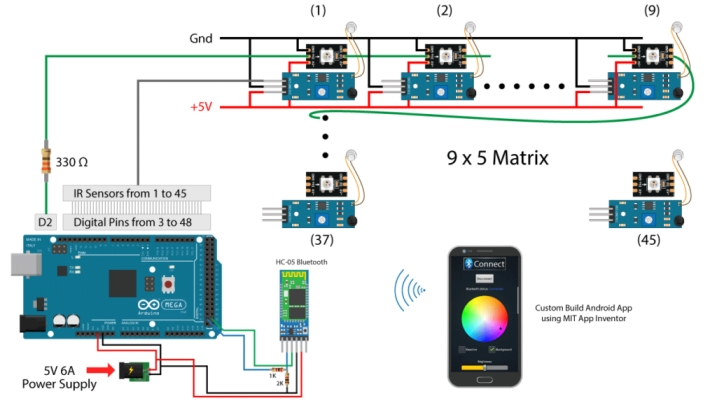 (1)
(2)
(9)
Gnd
+5V
330 Ω
9 x 5 Matrix
IR Sensors from 1 to 45
D2
Digital Pins from 3 to 48
(37)
(45)
HC-05 Bluetooth
Connect
MEGA
Arduino
Custom Build Android App
using MIT App Inventor
5V 6A
Power Supply
1K
2K